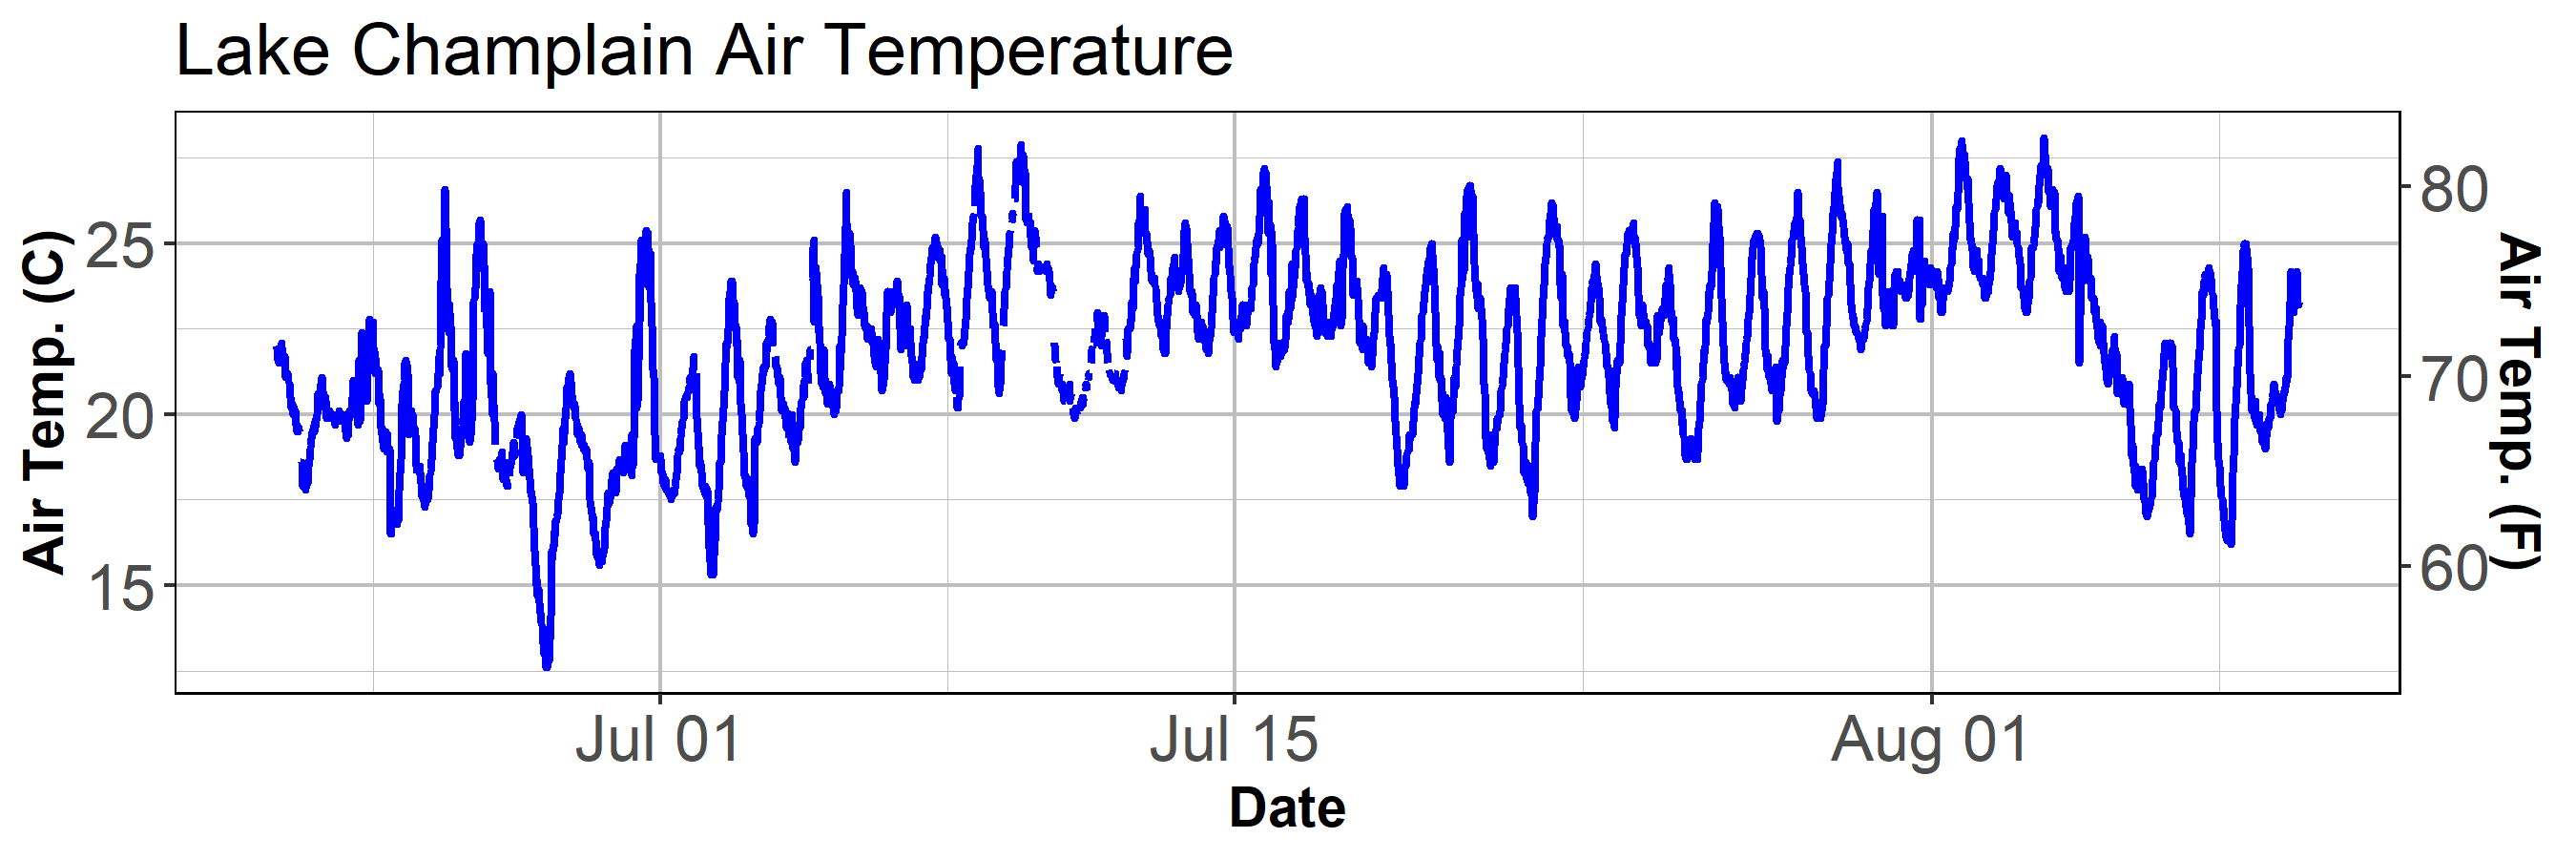 Lake Champlain Air Temperature
Air Temp. (C)
25
20
15
80
70
60
Air Temp. (F)
Jul 01
Jul 15
Aug 01
Date